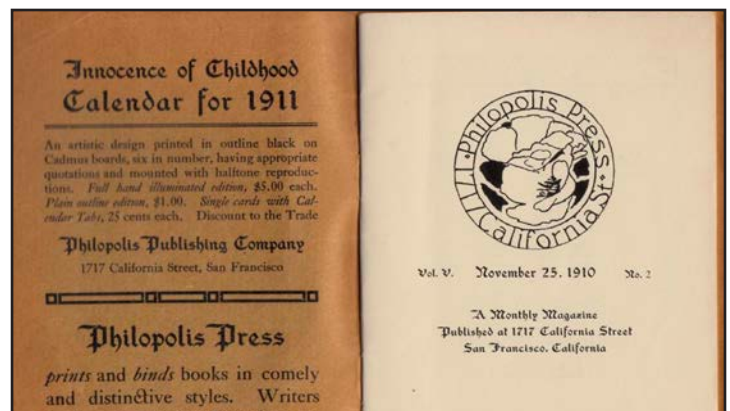 Innocence of Childhood
Calendar for 1911
An artistic design printed in outline black on
Cadmus boards, six in number, having appropriate
quotations and mounted with halftone reproduc-
tions. Full hand illuminated edition, $5.00 each.
Plain outline edition, $1.00. Single cards with Cal-
endar Tabs, 25 cents each. Discount to the Trade
Philopolis Publishing Company
1717 California Street, San Francisco
Philopolis Press
prints and binds books in comely
and distinctive styles. Writers
·Philopolis Press·
1717 California St.
Vol. V. November 25, 1910 No. 2
A Monthly Magazine
Published at 1717 California Street
San Francisco, California